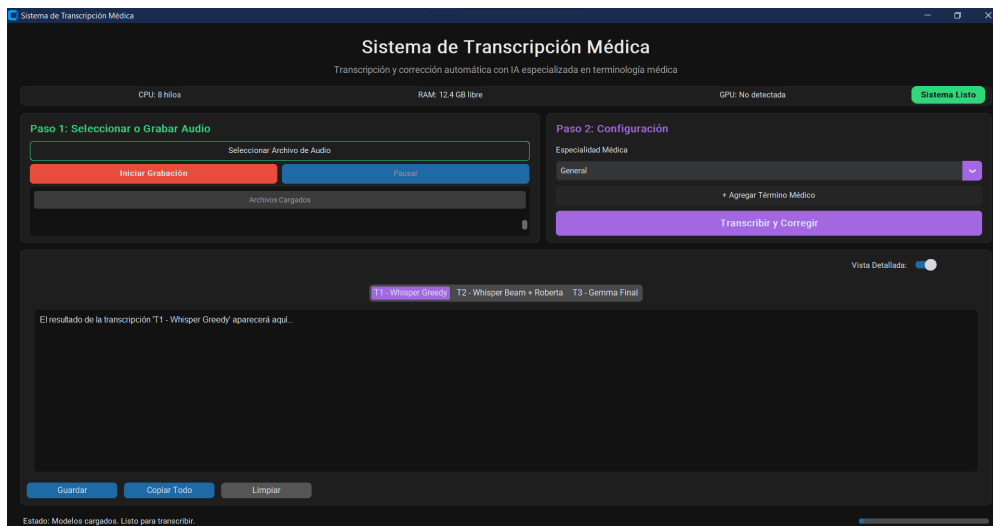 Sistema de Transcripción Médica
Sistema de Transcripción Médica
Transcripción y corrección automática con IA especializada en terminología médica
CPU: 8 hilos RAM: 12.4 GB libre GPU: No detectada Sistema Listo
Paso 1: Seleccionar o Grabar Audio
Seleccionar Archivo de Audio
Iniciar Grabación Pausar
Archivos Cargados
Paso 2: Configuración
Especialidad Médica
General
+ Agregar Término Médico
Transcribir y Corregir
Vista Detallada:
T1 - Whisper Greedy T2 - Whisper Beam + Roberta T3 - Gemma Final
El resultado de la transcripción 'T1 - Whisper Greedy' aparecerá aquí...
Guardar Copiar Todo Limpiar
Estado: Modelos cargados. Listo para transcribir.